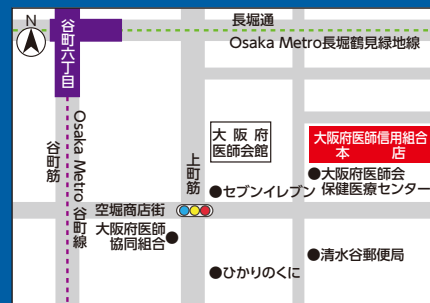 N
長堀通
Osaka Metro長堀鶴見緑地線
谷町六丁目
谷町筋
Osaka Metro 谷町線
上町筋
大阪府
医師会館
大阪府医師信用組合
本店
大阪府医師会
保健医療センター
セブンイレブン
空堀商店街
大阪府医師
協同組合
清水谷郵便局
ひかりのくに